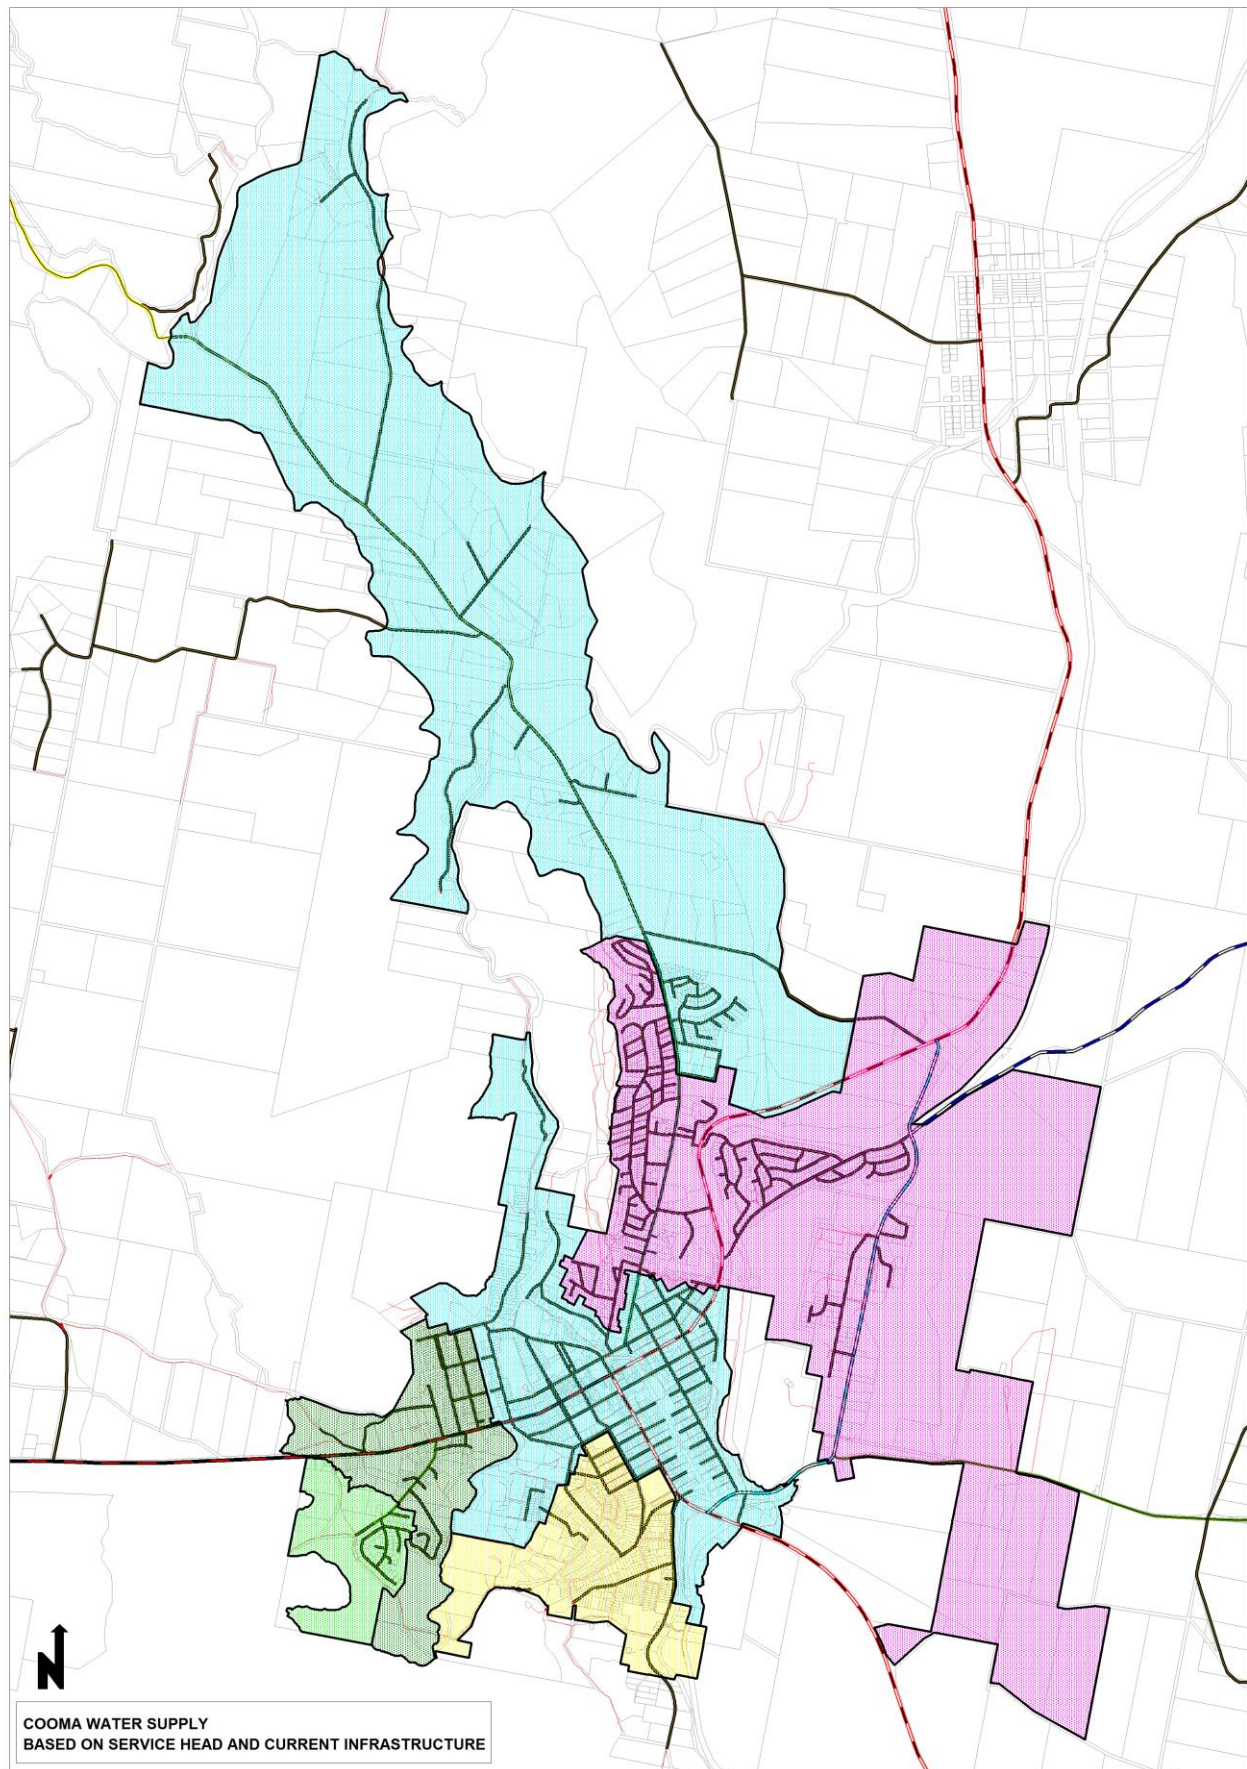 N
COOMA WATER SUPPLY
BASED ON SERVICE HEAD AND CURRENT INFRASTRUCTURE